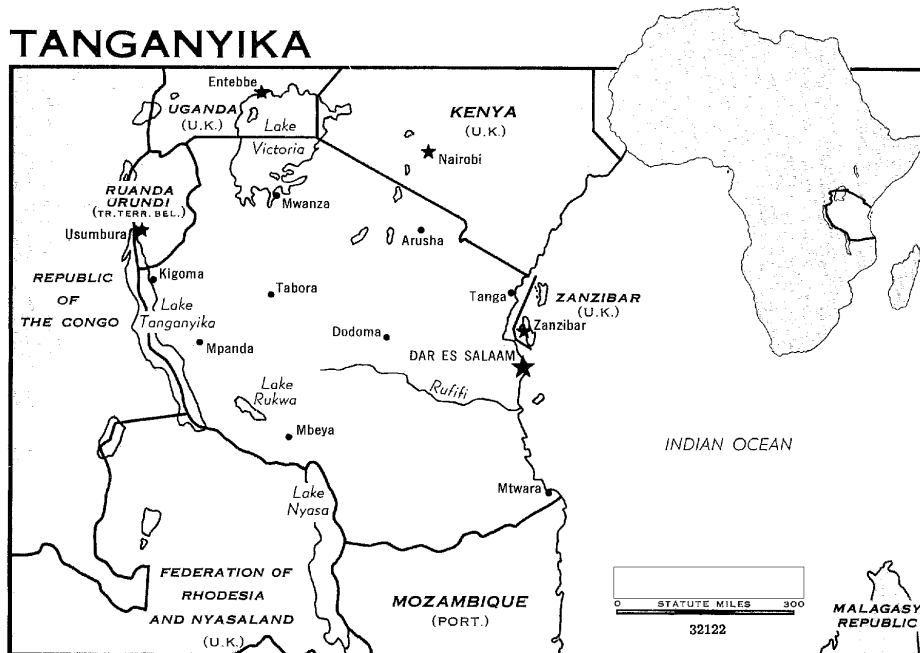 TANGANYIKA
Entebbe
UGANDA
(U.K.)
Lake
Victoria
KENYA
(U.K.)
Nairobi
RUANDA
URUNDI
(TR. TERR. BEL.)
Usumbura
Mwanza
Arusha
REPUBLIC
OF
THE CONGO
Kigoma
Lake
Tanganyika
Tabora
Tanga
ZANZIBAR
(U.K.)
Zanzibar
Mpanda
Dodoma
DAR ES SALAAM
Lake
Rukwa
Rufifi
Mbeya
INDIAN OCEAN
Lake
Nyasa
Mtwara
FEDERATION OF
RHODESIA
AND NYASALAND
(U.K.)
MOZAMBIQUE
(PORT.)
0 STATUTE MILES 300
32122
MALAGASY
REPUBLIC